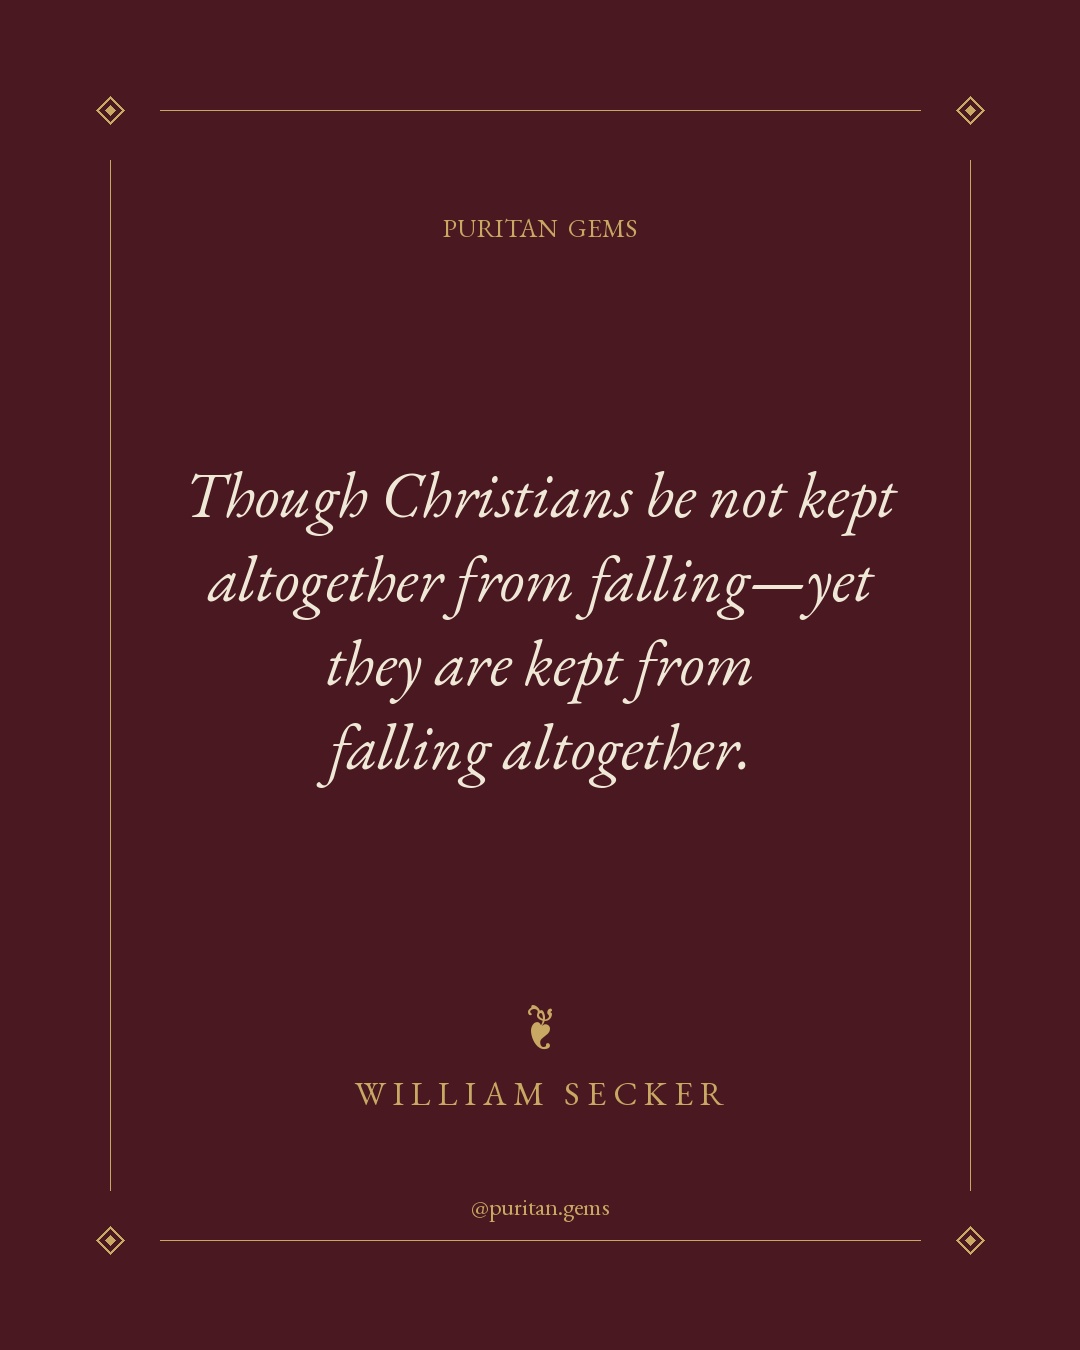 PURITAN GEMS
Though Christians be not kept
altogether from falling—yet
they are kept from
falling altogether.
❦
WILLIAM SECKER
@puritan.gems